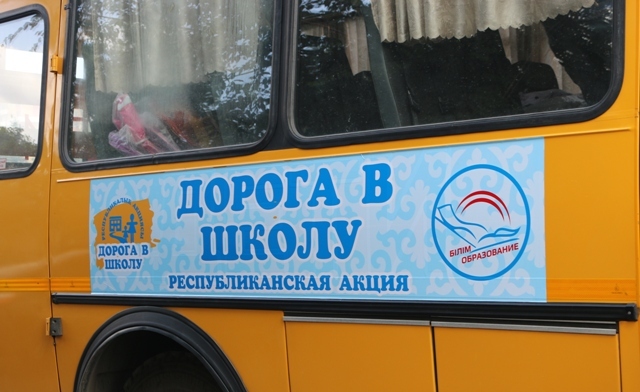 ДОРОГА В
ШКОЛУ
РЕСПУБЛИКАНСКАЯ АКЦИЯ
ДОРОГА В
ШКОЛУ
БІЛІМ
ОБРАЗОВАНИЕ